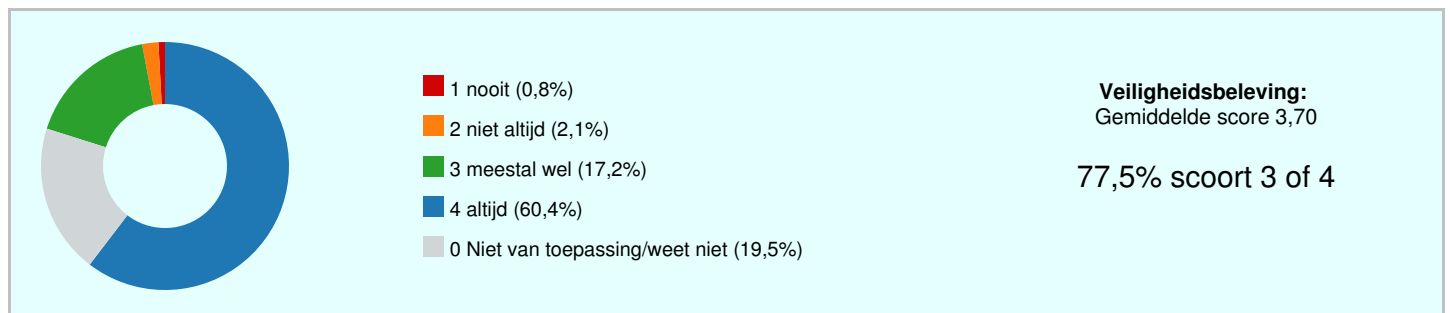 1 nooit (0,8%)
2 niet altijd (2,1%)
3 meestal wel (17,2%)
4 altijd (60,4%)
0 Niet van toepassing/weet niet (19,5%)
Veiligheidsbeleving:
Gemiddelde score 3,70
77,5% scoort 3 of 4